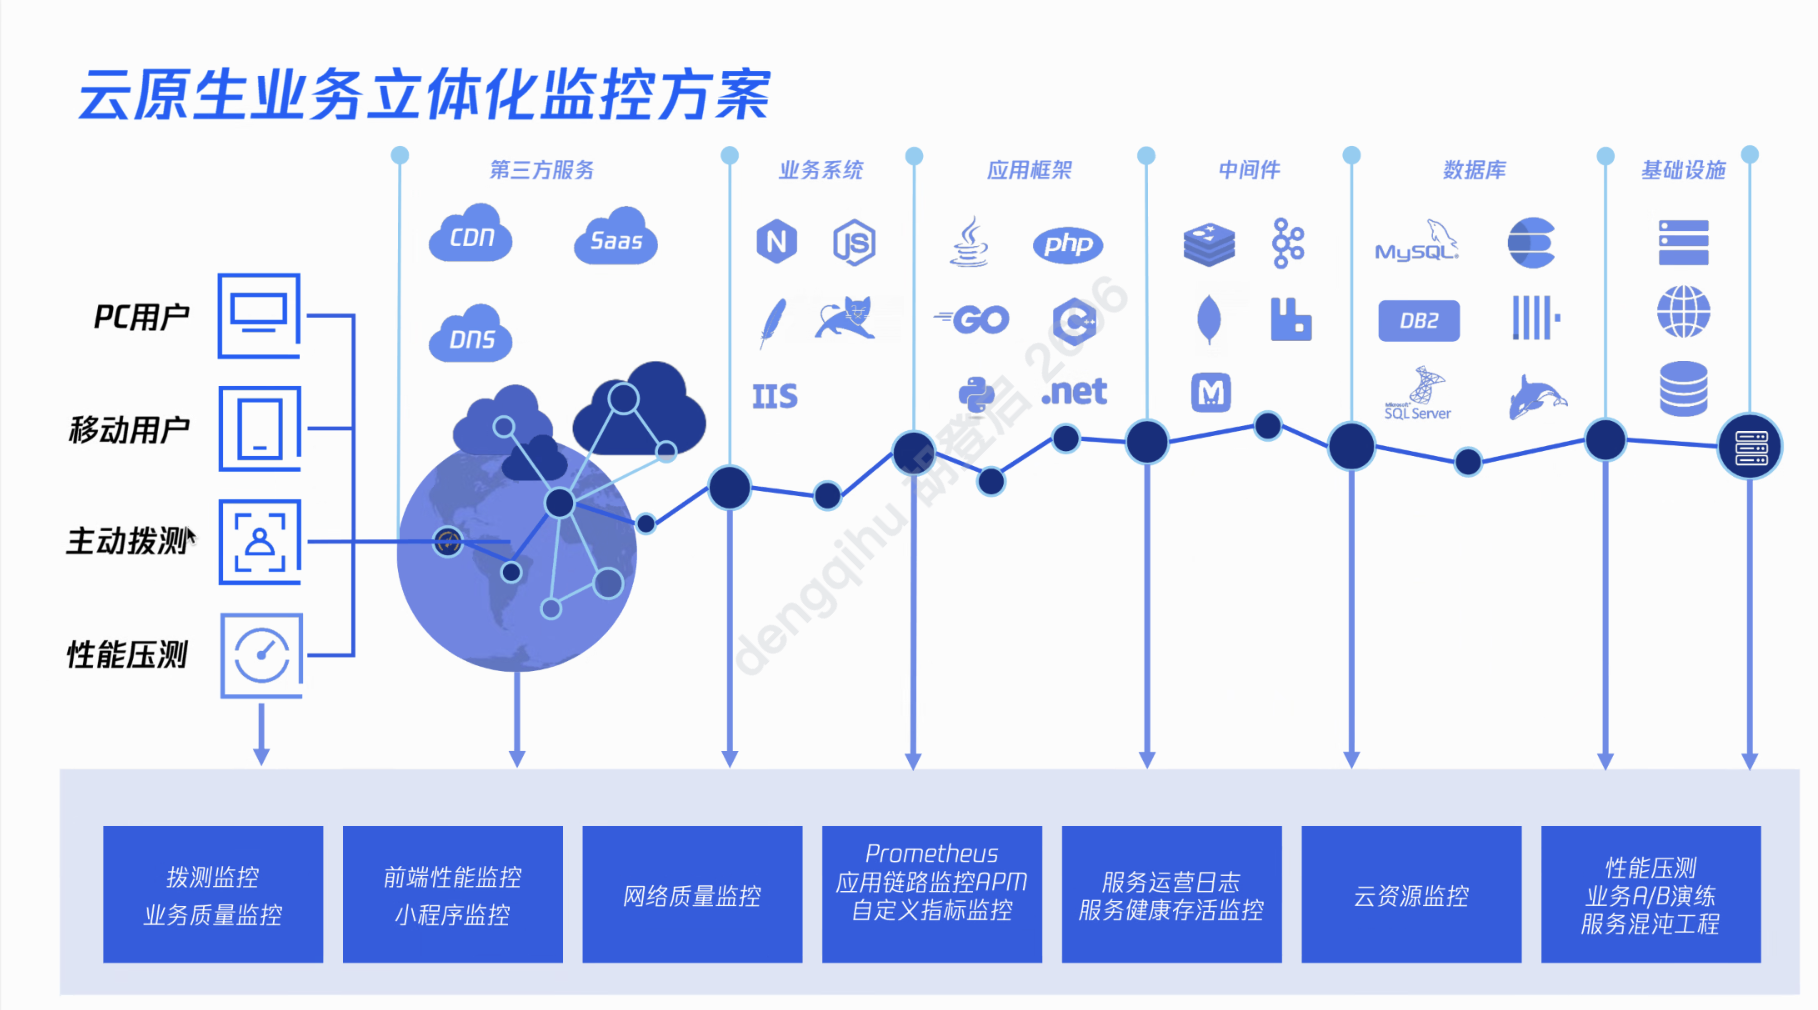 云原生业务立体化监控方案
第三方服务
业务系统
应用框架
中间件
数据库
基础设施
CDN
Saas
DNS
N
JS
IIS
php
GO
C++
.net
M
MySQL
DB2
Microsoft
SQL Server
PC用户
移动用户
主动拨测
性能压测
dengqihu 胡登启 2696
拨测监控
业务质量监控
前端性能监控
小程序监控
网络质量监控
Prometheus
应用链路监控APM
自定义指标监控
服务运营日志
服务健康存活监控
云资源监控
性能压测
业务A/B演练
服务混沌工程